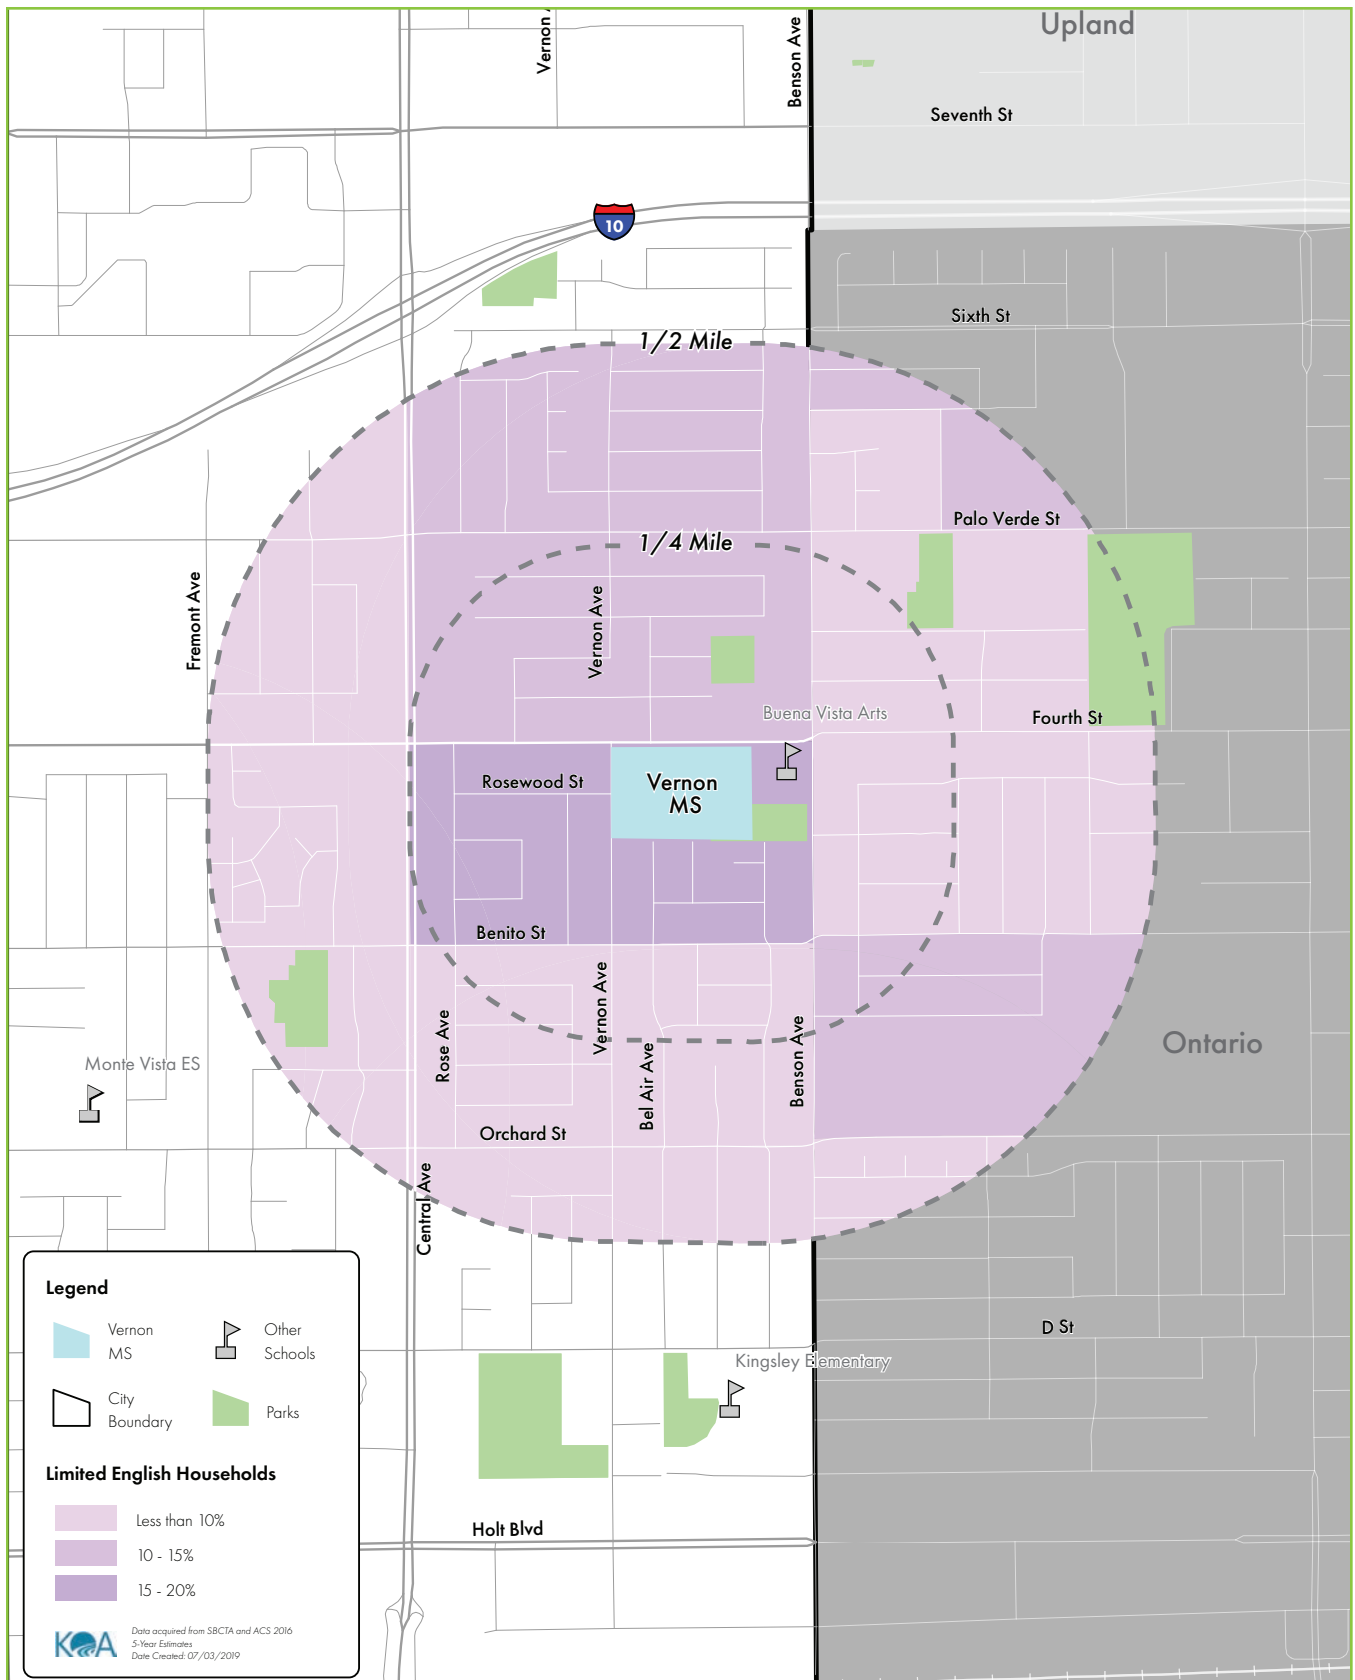 Upland
Vernon A
Benson Ave
Seventh St
10
Sixth St
1/2 Mile
Palo Verde St
1/4 Mile
Fremont Ave
Vernon Ave
Buena Vista Arts
Fourth St
Rosewood St
Vernon
MS
Benito St
Vernon Ave
Rose Ave
Benson Ave
Ontario
Bel Air Ave
Monte Vista ES
Orchard St
Central Ave
D St
Kingsley Elementary
Holt Blvd
Legend
Vernon
MS
Other
Schools
City
Boundary
Parks
Limited English Households
Less than 10%
10 - 15%
15 - 20%
KOA
Data acquired from SBCTA and ACS 2016
5-Year Estimates
Date Created: 07/03/2019